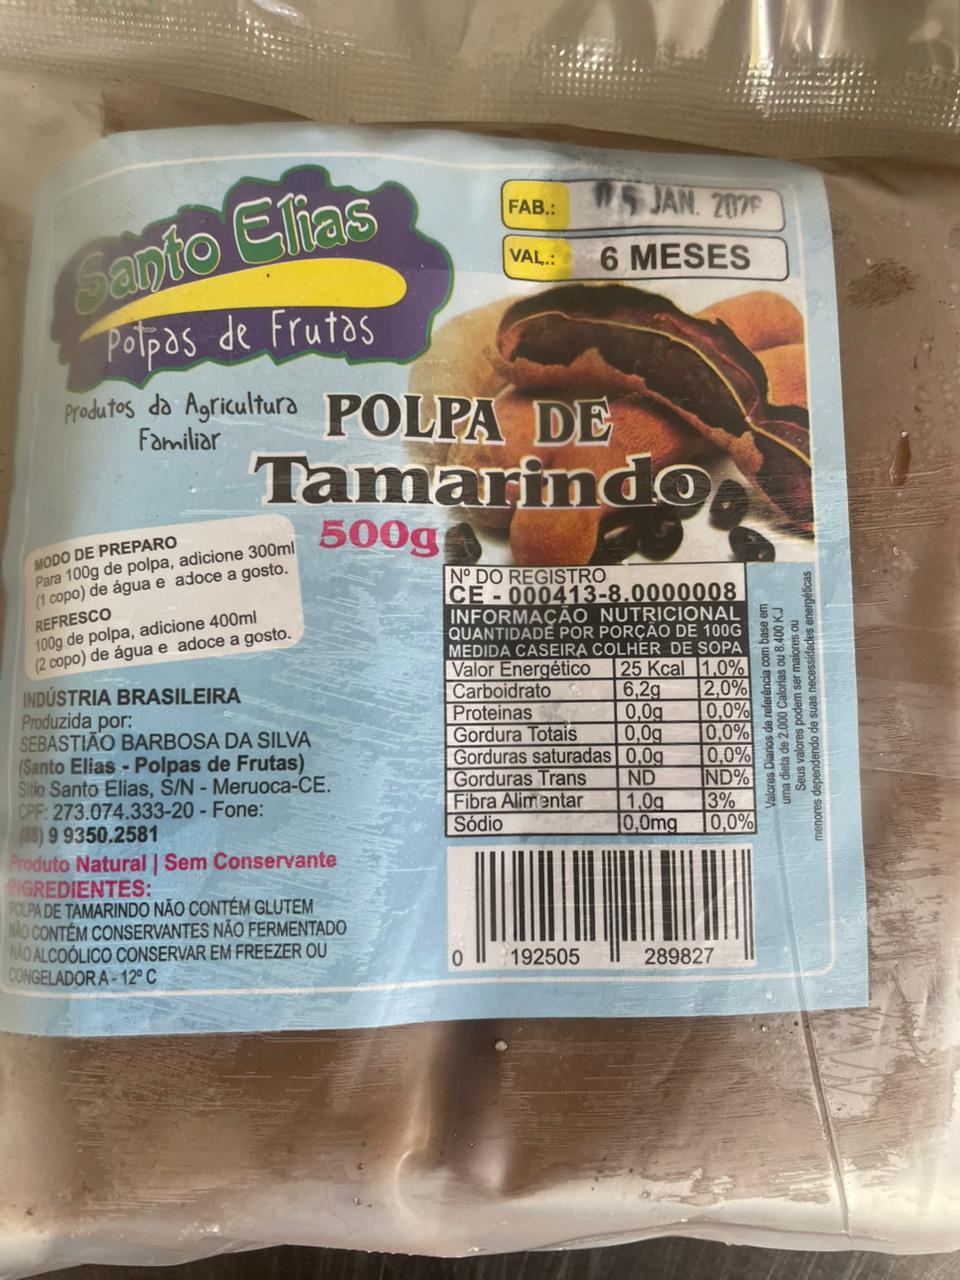 Santo Elias
Polpas de Frutas
Produtos da Agricultura
Familiar
FAB.: 5 JAN.
VAL.: 6 MESES
POLPA DE
Tamarindo
500g
MODO DE PREPARO
Para 100g de polpa, adicione 300ml
(1 copo) de água e adoce a gosto.
REFRESCO
100g de polpa, adicione 400ml
(2 copo) de água e adoce a gosto.
INDÚSTRIA BRASILEIRA
Produzida por:
SEBASTIÃO BARBOSA DA SILVA
(Santo Elias - Polpas de Frutas)
Sitio Santo Elias, S/N - Meruoca-CE.
CPF: 273.074.333-20 - Fone:
(88) 9 9350.2581
Produto Natural | Sem Conservante
INGREDIENTES:
POLPA DE TAMARINDO NÃO CONTÉM GLUTEM
NÃO CONTÉM CONSERVANTES NÃO FERMENTADO
NÃO ALCOÓLICO CONSERVAR EM FREEZER OU
CONGELADOR A - 12º C
Nº DO REGISTRO
CE - 000413-8.0000008
INFORMAÇÃO NUTRICIONAL
QUANTIDADE POR PORÇÃO DE 100G
MEDIDA CASEIRA COLHER DE SOPA
Valor Energético 25 Kcal 1,0%
Carboidrato 6,2g 2,0%
Proteinas 0,0g 0,0%
Gordura Totais 0,0g 0,0%
Gorduras saturadas 0,0g 0,0%
Gorduras Trans ND ND%
Fibra Alimentar 1,0g 3%
Sódio 0,0mg 0,0%
Valores Diarios de referência com base em
uma dieta de 2.000 Calorias ou 8.400 KJ
Seus valores podem ser maiores ou
menores dependendo de suas necessidades energéticas
0 192505 289827